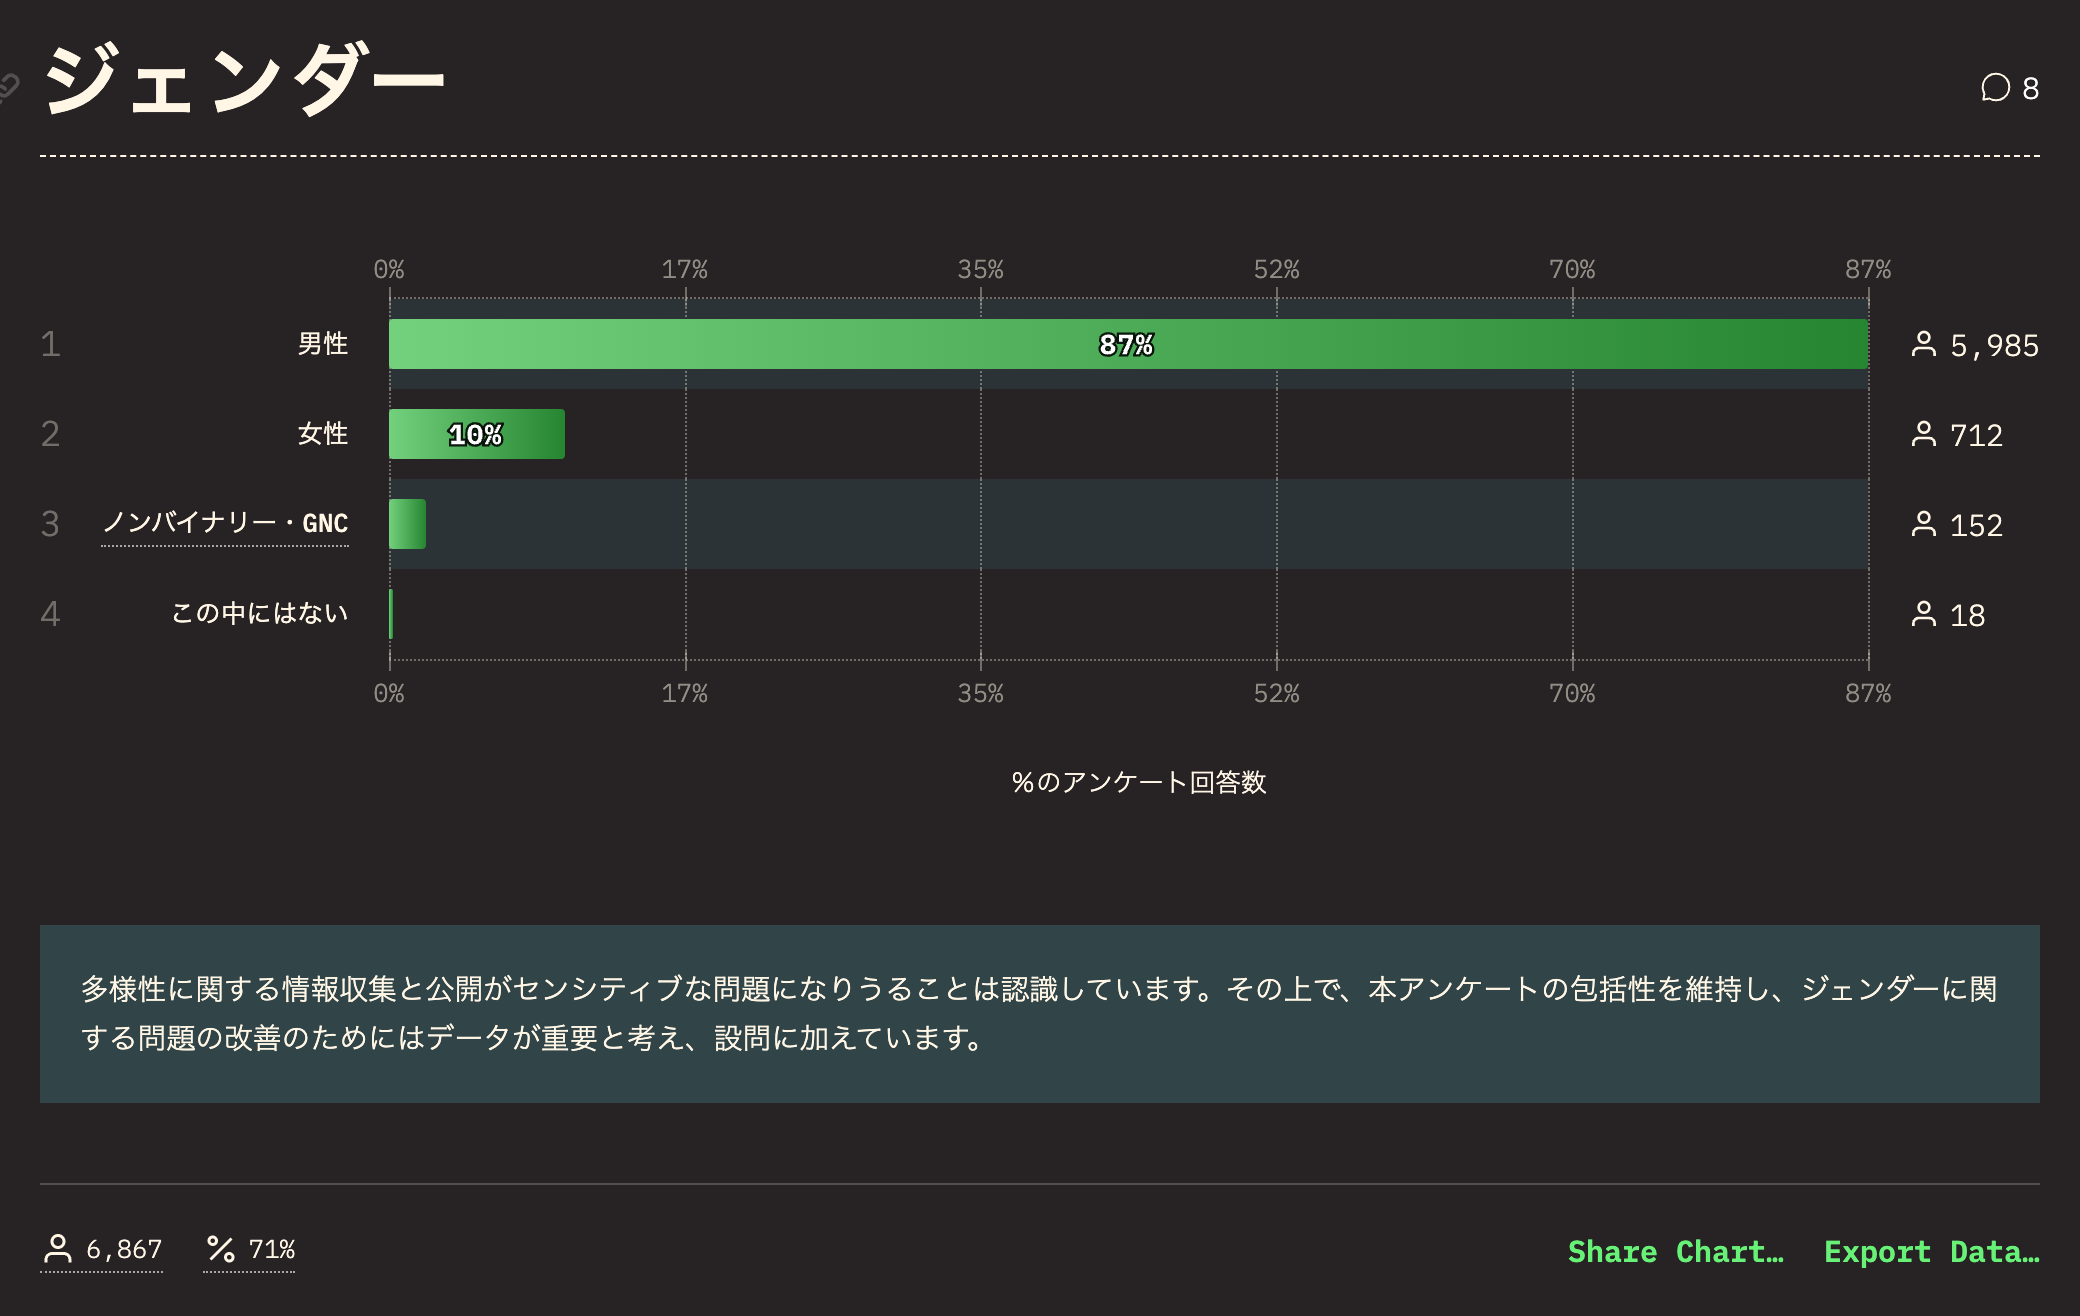 ジェンダー
8
0% 17% 35% 52% 70% 87%
1 男性 87% 5,985
2 女性 10% 712
3 ノンバイナリー・GNC 152
4 この中にはない 18
0% 17% 35% 52% 70% 87%
%のアンケート回答数
多様性に関する情報収集と公開がセンシティブな問題になりうることは認識しています。その上で、本アンケートの包括性を維持し、ジェンダーに関
する問題の改善のためにはデータが重要と考え、設問に加えています。
6,867 71% Share Chart… Export Data…